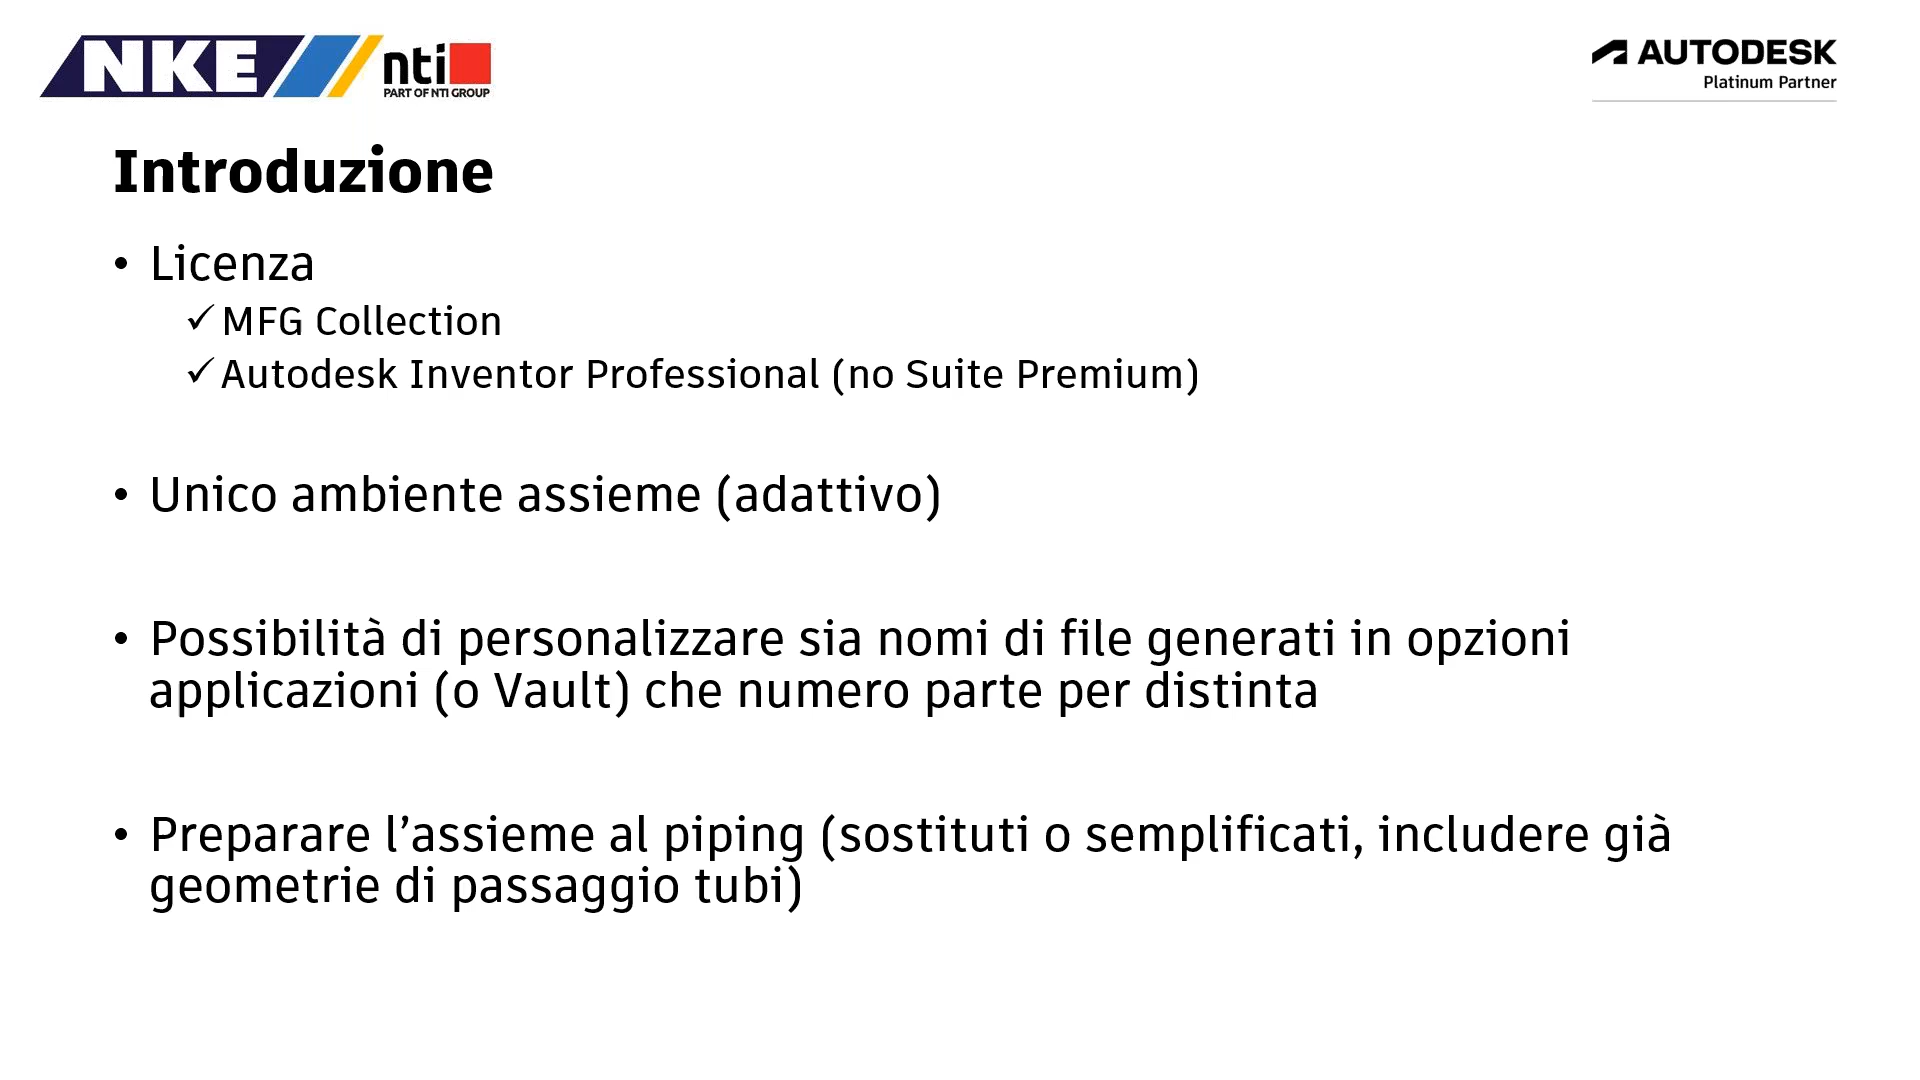 NKE nti
PART OF NTI GROUP
AUTODESK
Platinum Partner
Introduzione
• Licenza
✓ MFG Collection
✓ Autodesk Inventor Professional (no Suite Premium)
• Unico ambiente assieme (adattivo)
• Possibilità di personalizzare sia nomi di file generati in opzioni
applicazioni (o Vault) che numero parte per distinta
• Preparare l’assieme al piping (sostituti o semplificati, includere già
geometrie di passaggio tubi)